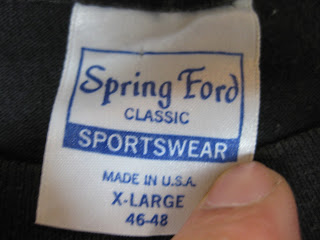 Spring Ford
CLASSIC
SPORTSWEAR
MADE IN U.S.A.
X-LARGE
46-48